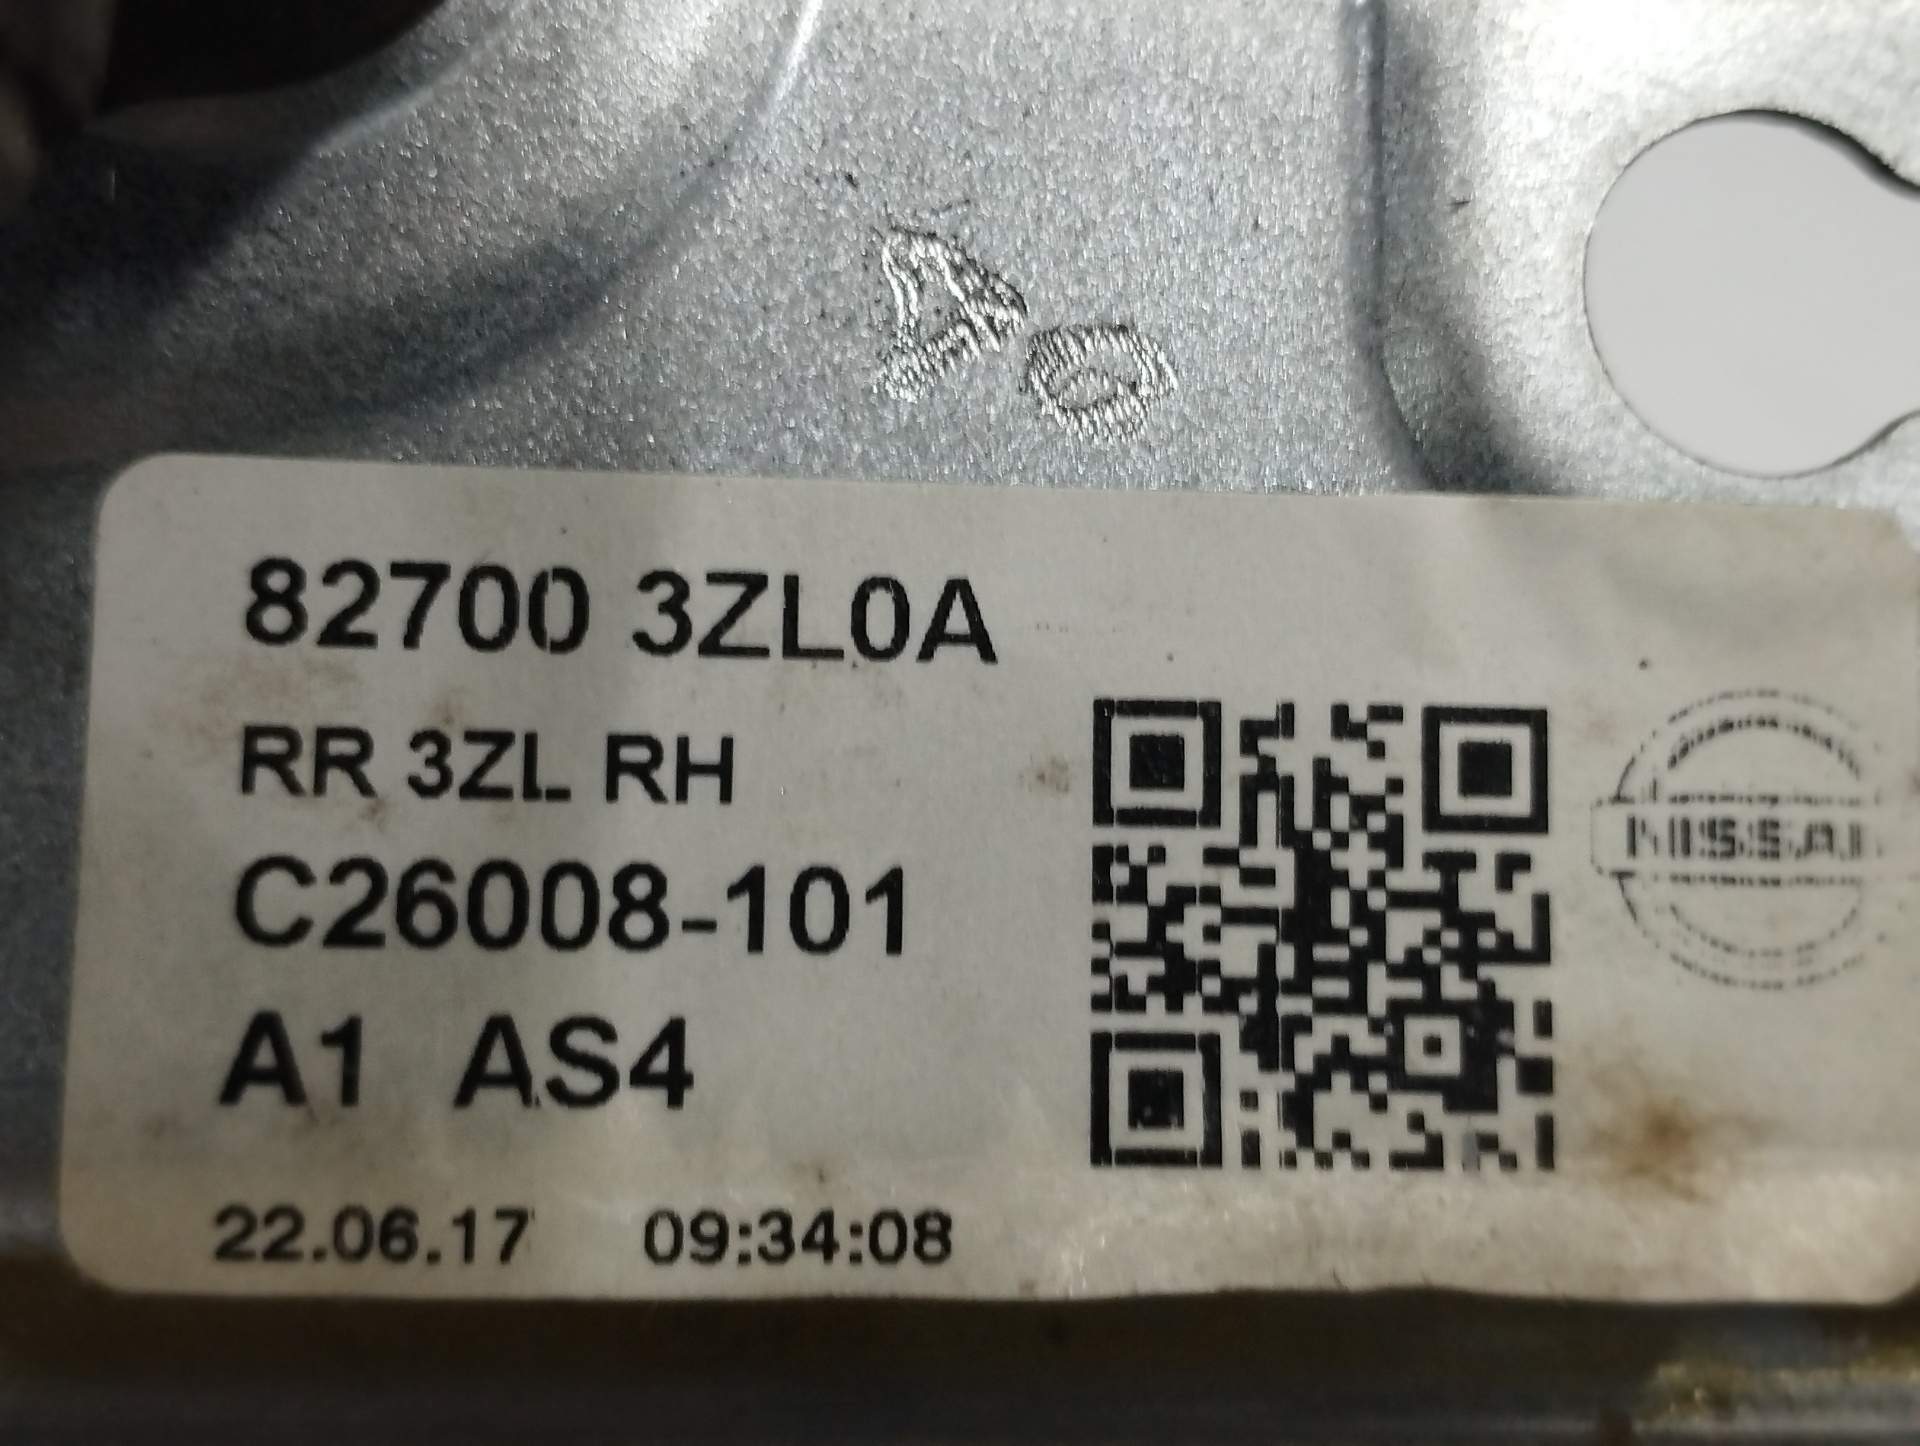 82700 3ZL0A
RR 3ZL RH
C26008-101
A1 AS4
22.06.17 09:34:08
NISSAN